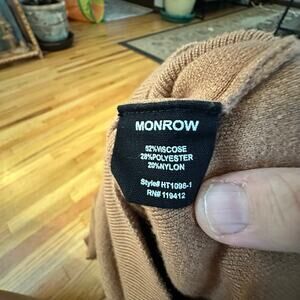 MONROW
52%VISCOSE
28%POLYESTER
20%NYLON
Style# HT1098-1
RN# 119412